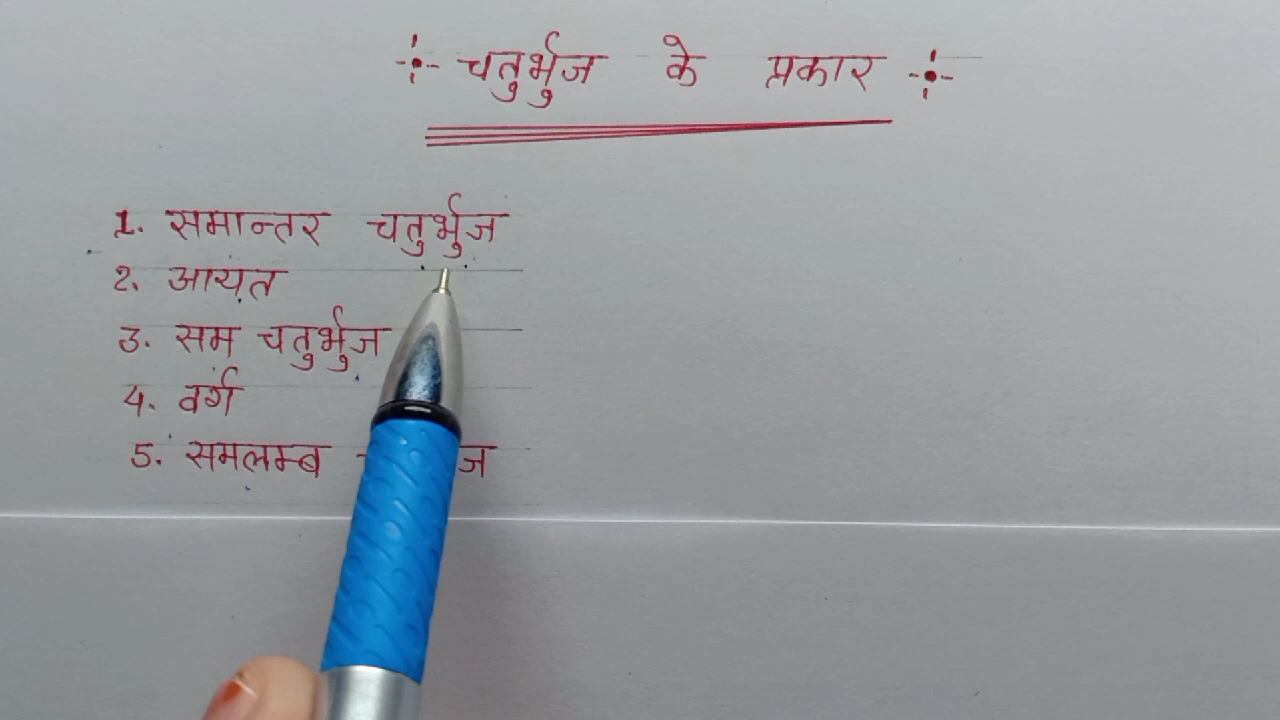 चतुर्भुज के प्रकार
1. समान्तर चतुर्भुज
2. आयत
3. सम चतुर्भुज
4. वर्ग
5. समलम्ब